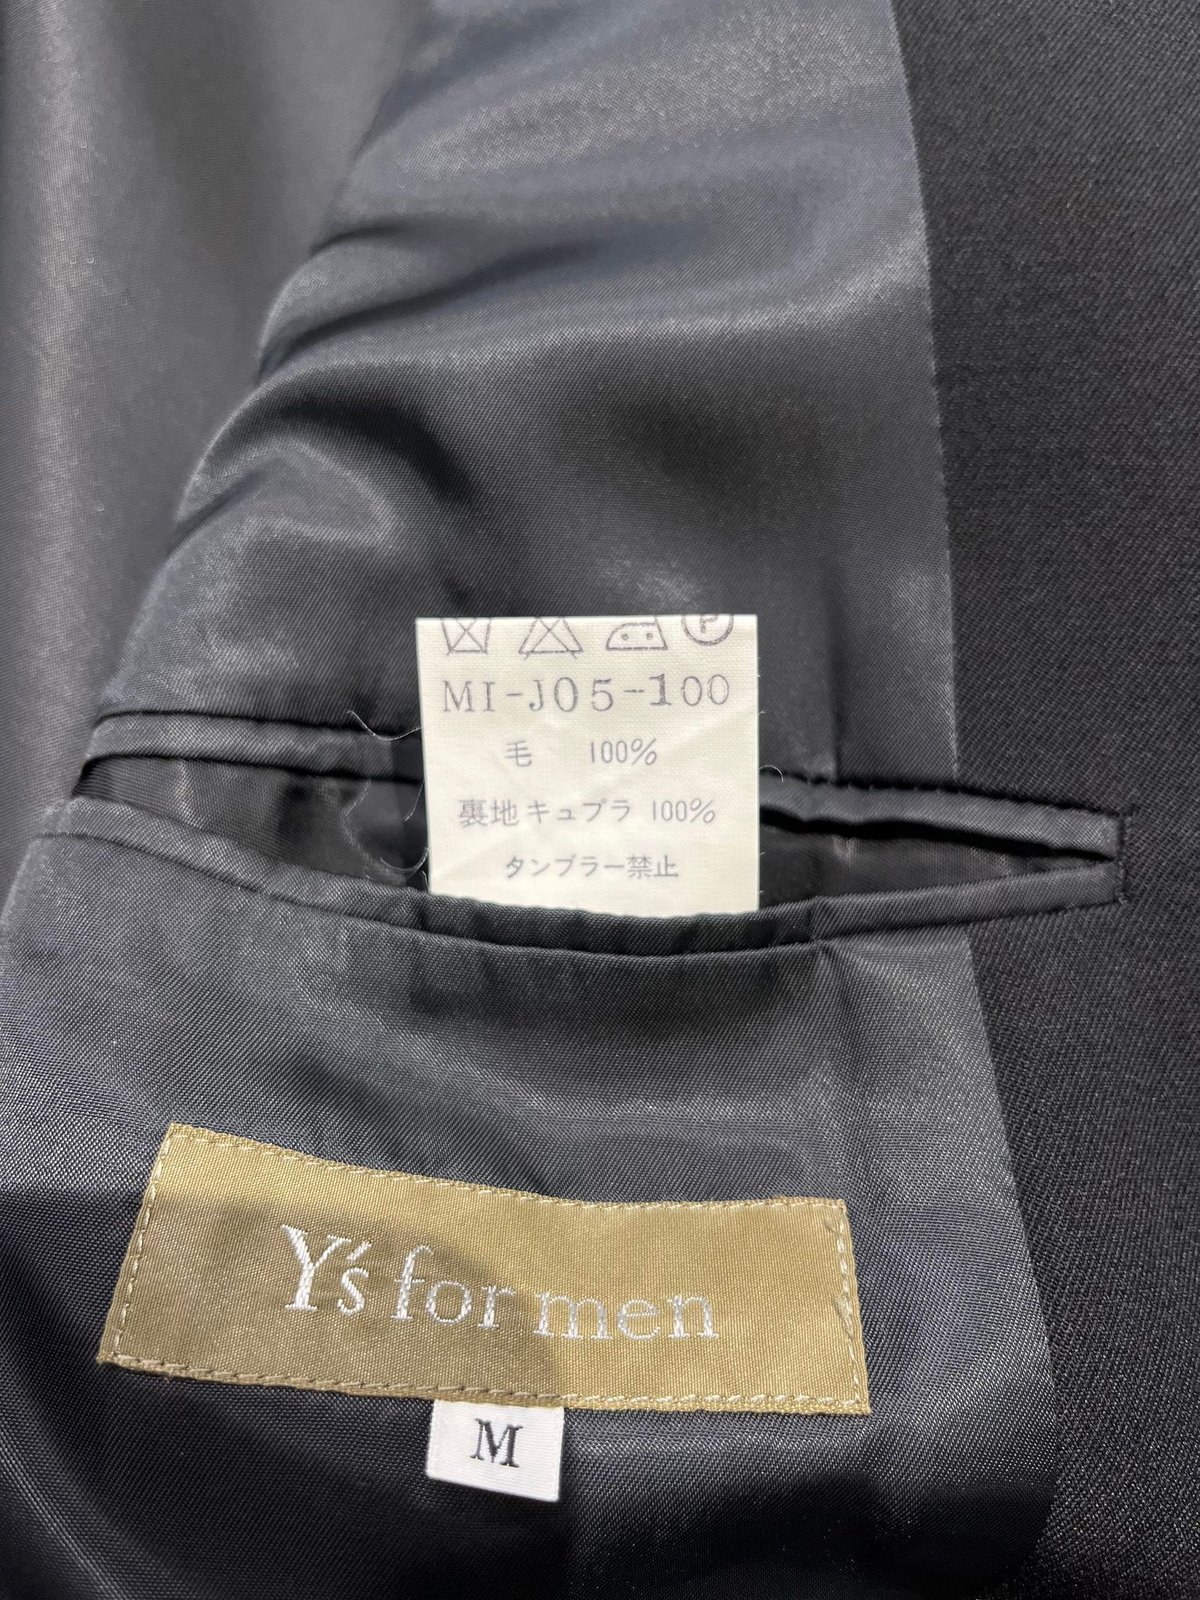 P
MI-J05-100
毛 100%
裏地キュプラ 100%
タンブラー禁止
Y's for men
M